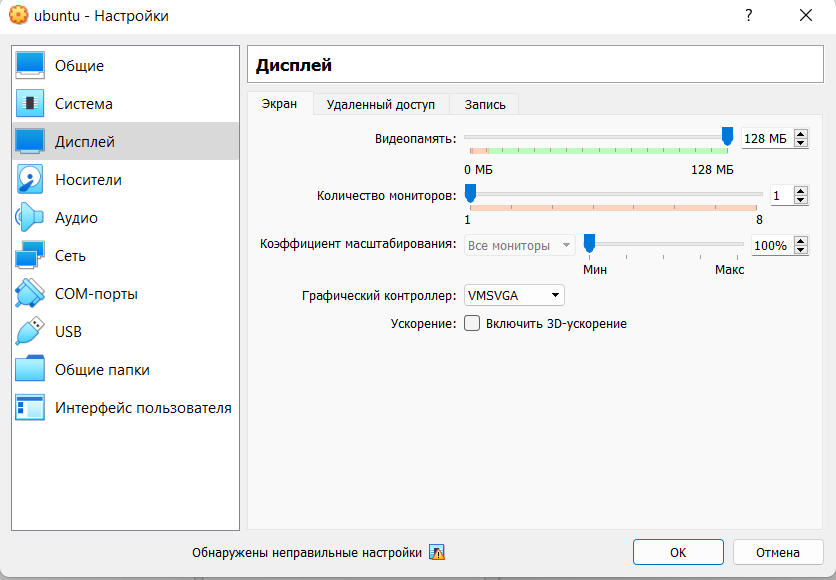 ubuntu - Настройки
?
Общие
Система
Дисплей
Носители
Аудио
Сеть
COM-порты
USB
Общие папки
Интерфейс пользователя
Дисплей
Экран Удаленный доступ Запись
Видеопамять: 128 МБ
0 МБ 128 МБ
Количество мониторов: 1
1 8
Коэффициент масштабирования: Все мониторы 100%
Мин Макс
Графический контроллер: VMSVGA
Ускорение: Включить 3D-ускорение
Обнаружены неправильные настройки OK Отмена